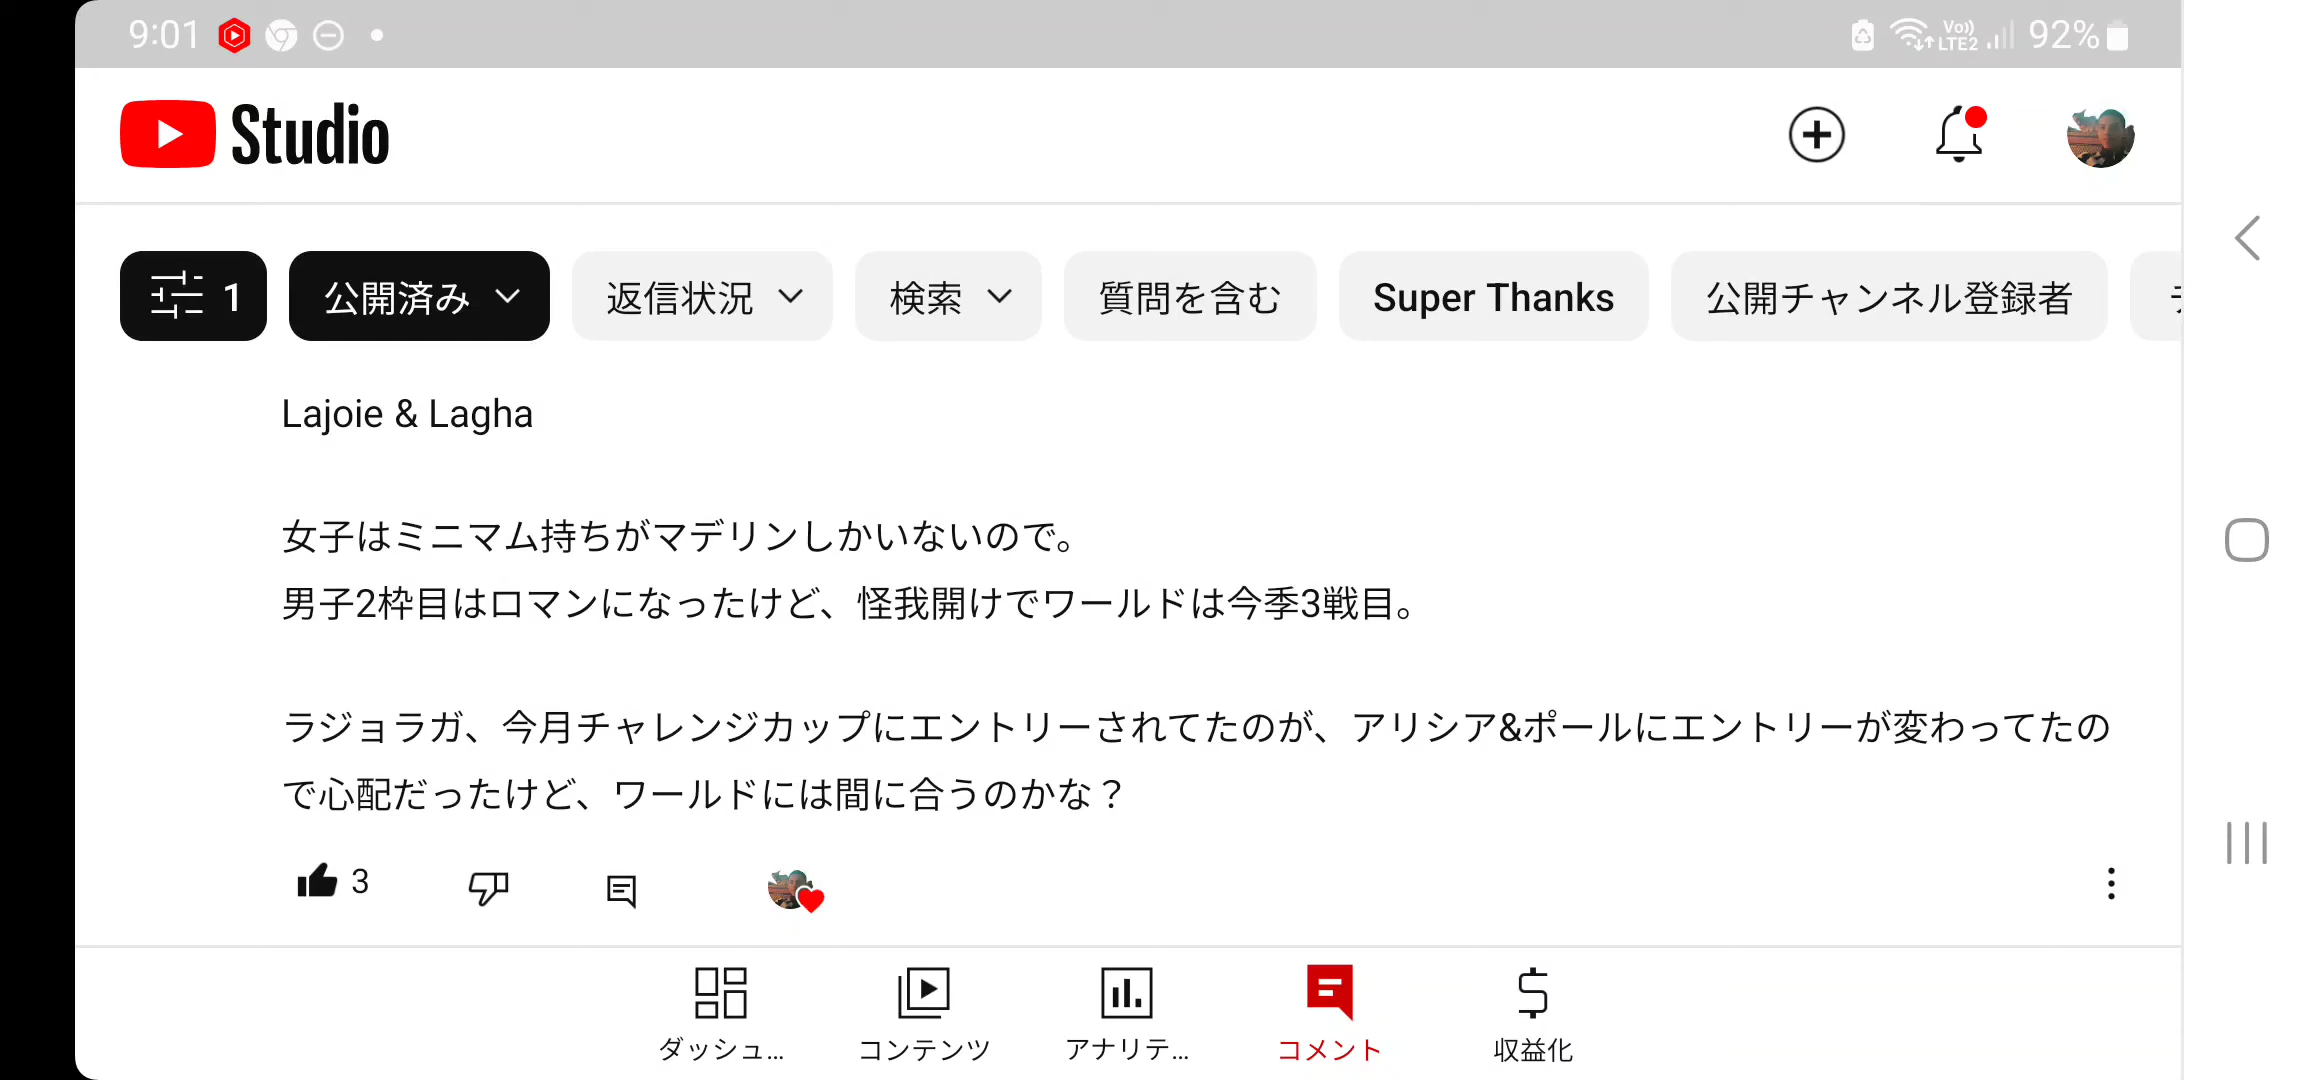 9:01
Vo)) LTE2 92%
Studio
1 公開済み 返信状況 検索 質問を含む Super Thanks 公開チャンネル登録者
Lajoie & Lagha
女子はミニマム持ちがマデリンしかいないので。
男子2枠目はロマンになったけど、怪我開けでワールドは今季3戦目。
ラジョラガ、今月チャレンジカップにエントリーされてたのが、アリシア&ポールにエントリーが変わってたの
で心配だったけど、ワールドには間に合うのかな？
3
ダッシュ... コンテンツ アナリテ... コメント 収益化